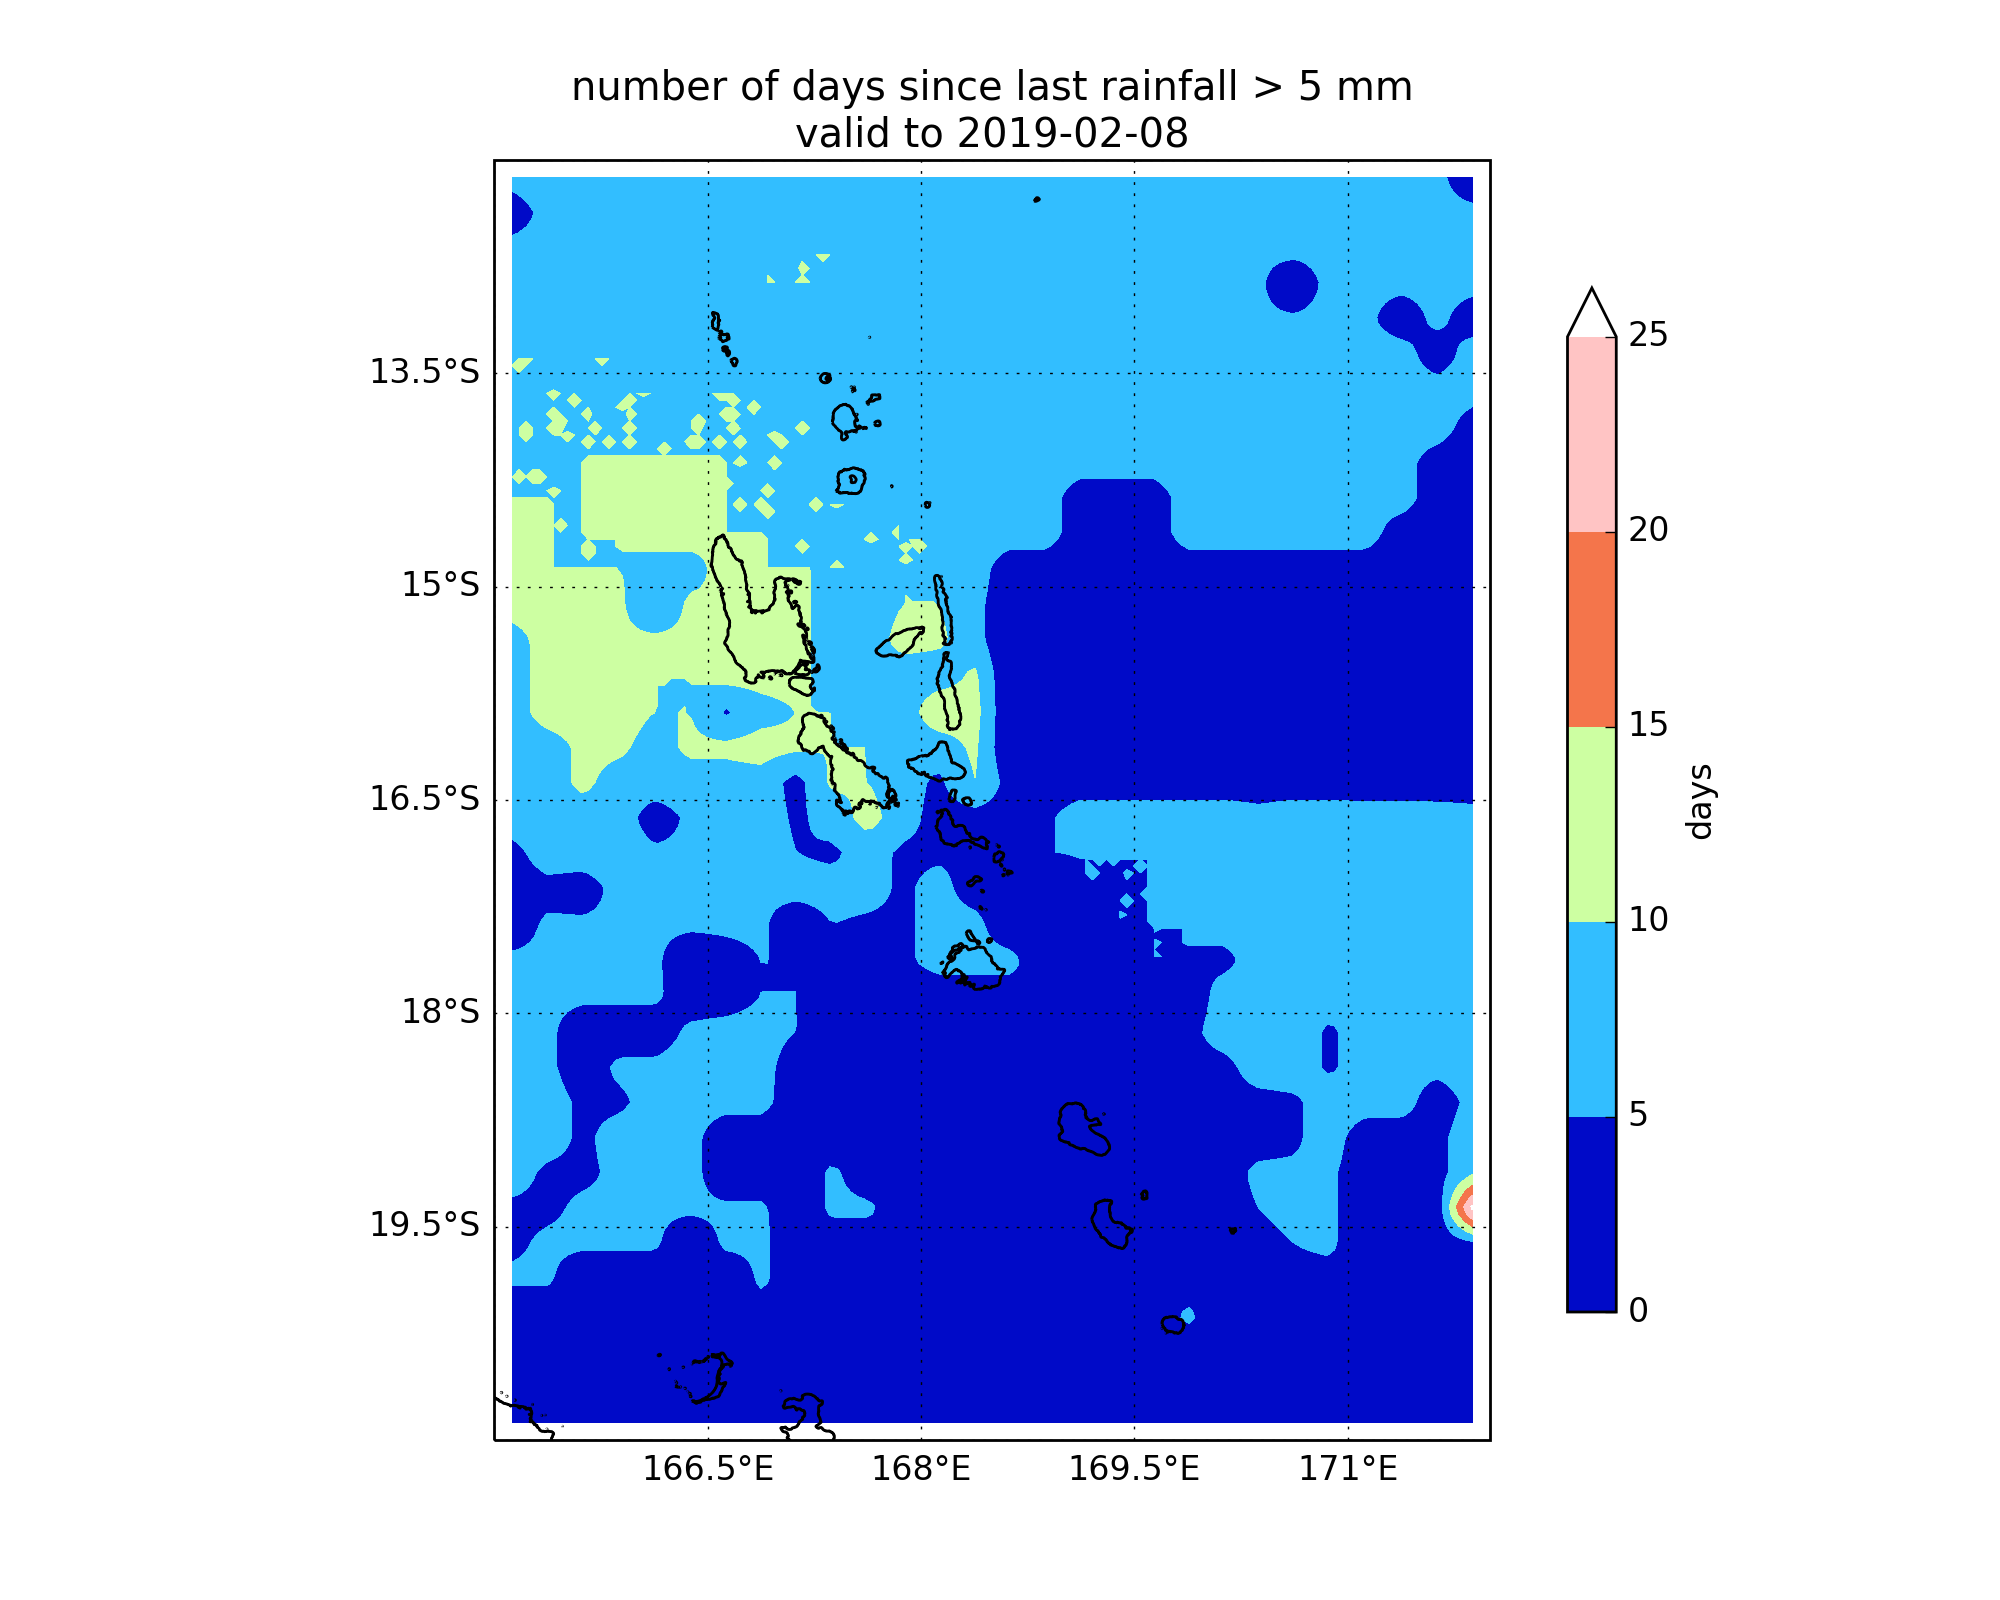 number of days since last rainfall > 5 mm
valid to 2019-02-08
25
20
15
10
5
0
days
13.5°S
15°S
16.5°S
18°S
19.5°S
166.5°E
168°E
169.5°E
171°E